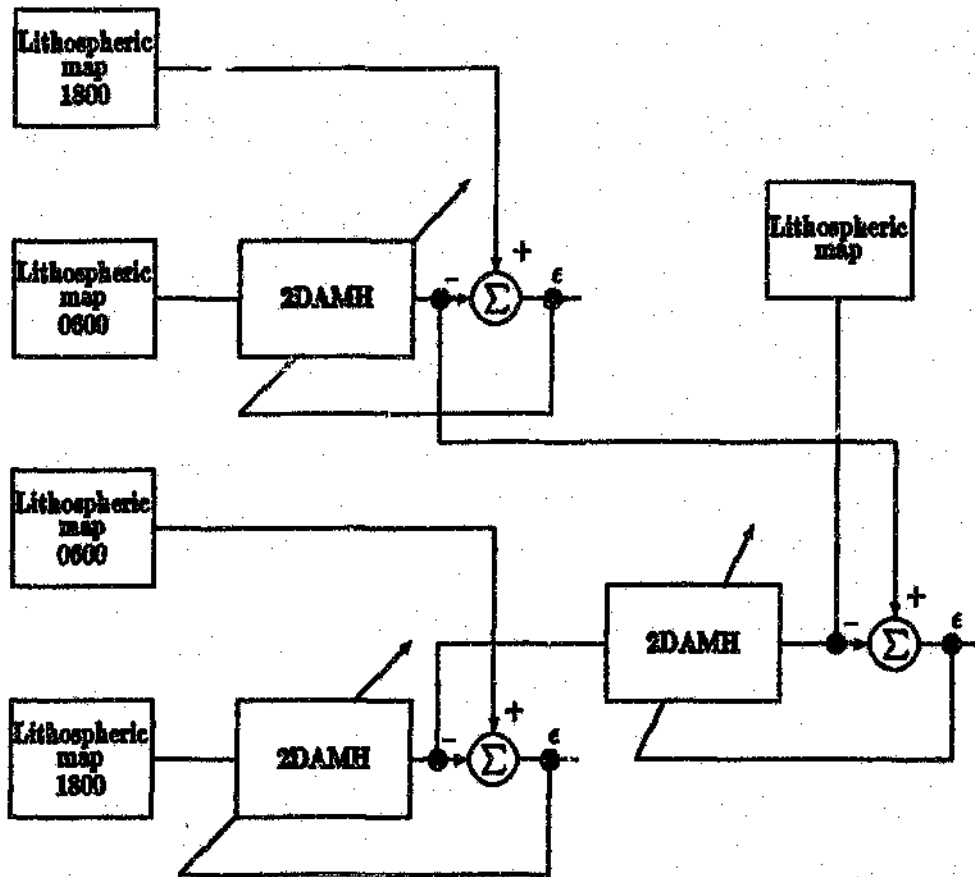 Lithospheric
map
1800
+
Lithospheric
map
0600
2DAMH
−
Σ
ϵ
Lithospheric
map
Lithospheric
map
0600
+
2DAMH
−
Σ
ϵ
Lithospheric
map
1800
2DAMH
−
+
Σ
ϵ